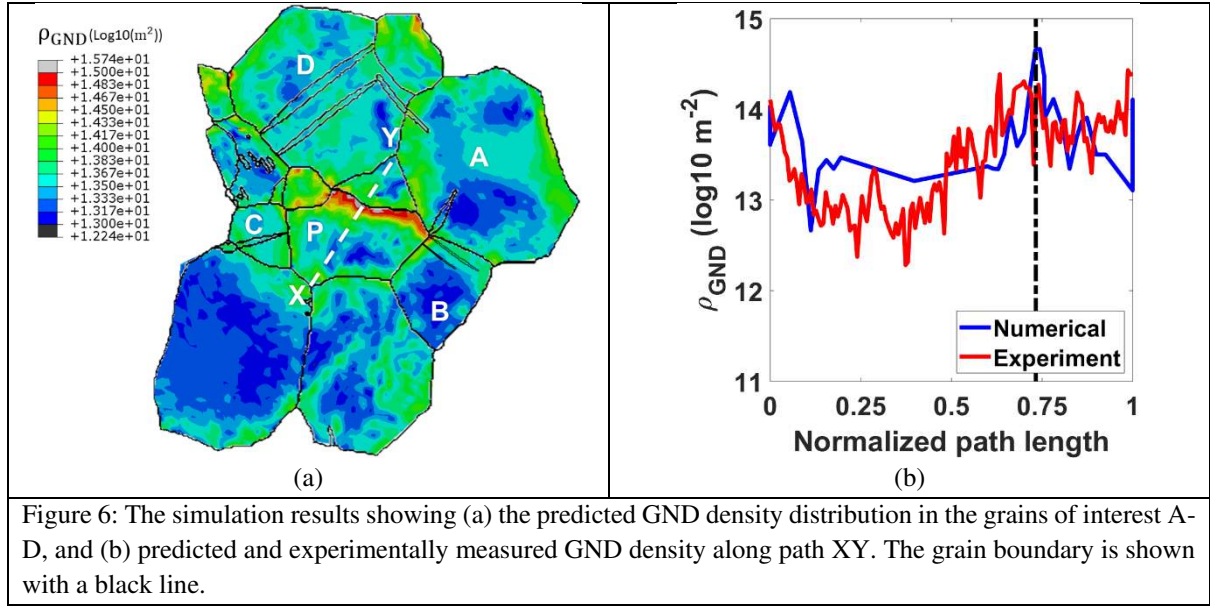 ρGND (Log10(m²))
+1.574e+01
+1.500e+01
+1.483e+01
+1.467e+01
+1.450e+01
+1.433e+01
+1.417e+01
+1.400e+01
+1.383e+01
+1.367e+01
+1.350e+01
+1.333e+01
+1.317e+01
+1.300e+01
+1.224e+01
D
Y
A
C
P
X
B
(a)
15
14
13
12
11
ρGND (log10 m⁻²)
0
0.25
0.5
0.75
1
Normalized path length
Numerical
Experiment
(b)
Figure 6: The simulation results showing (a) the predicted GND density distribution in the grains of interest A-
D, and (b) predicted and experimentally measured GND density along path XY. The grain boundary is shown
with a black line.